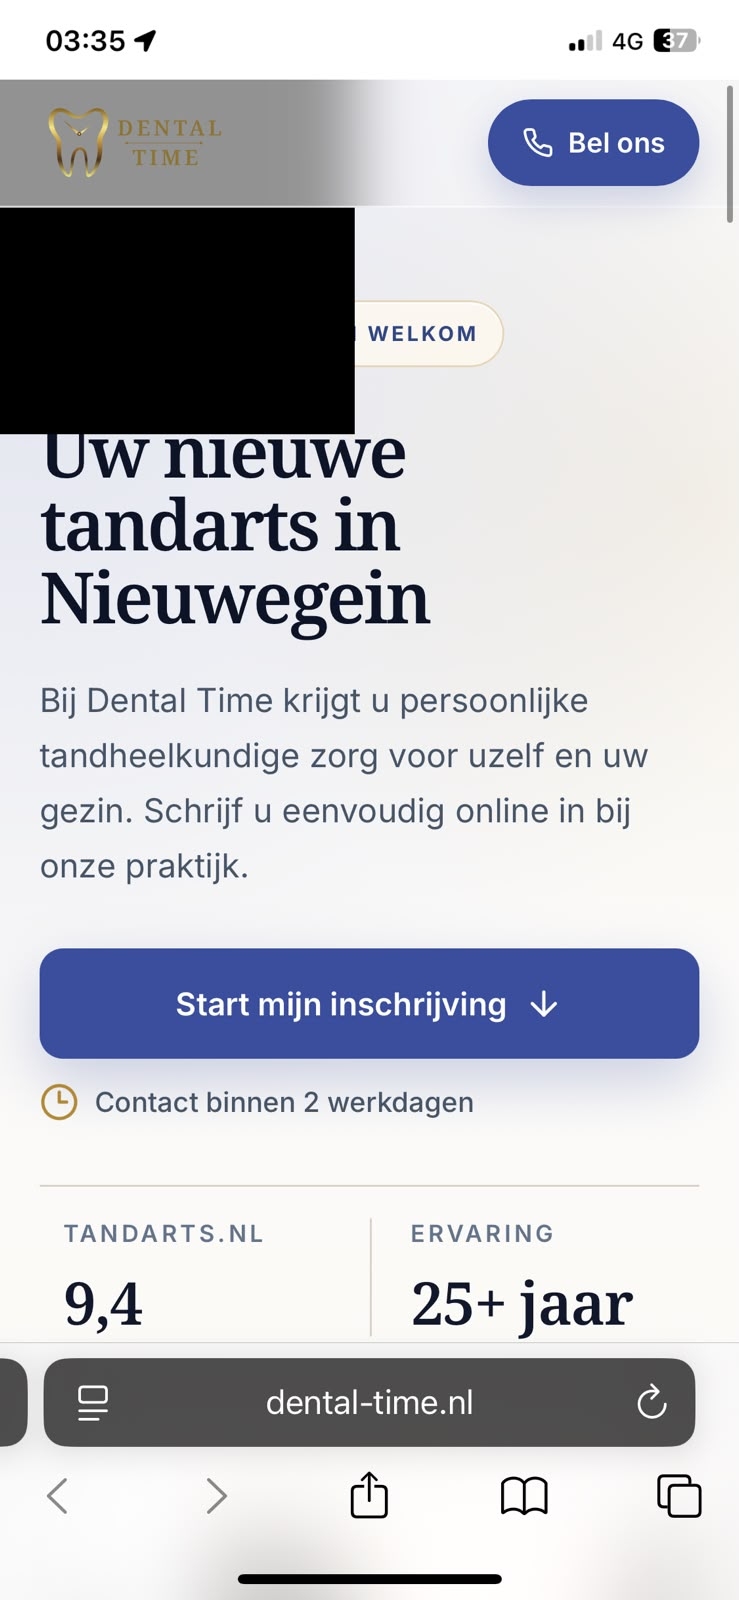 03:35
4G
37
DENTAL
TIME
Bel ons
WELKOM
Uw nieuwe
tandarts in
Nieuwegein
Bij Dental Time krijgt u persoonlijke
tandheelkundige zorg voor uzelf en uw
gezin. Schrijf u eenvoudig online in bij
onze praktijk.
Start mijn inschrijving
Contact binnen 2 werkdagen
TANDARTS.NL
ERVARING
9,4
25+ jaar
dental-time.nl